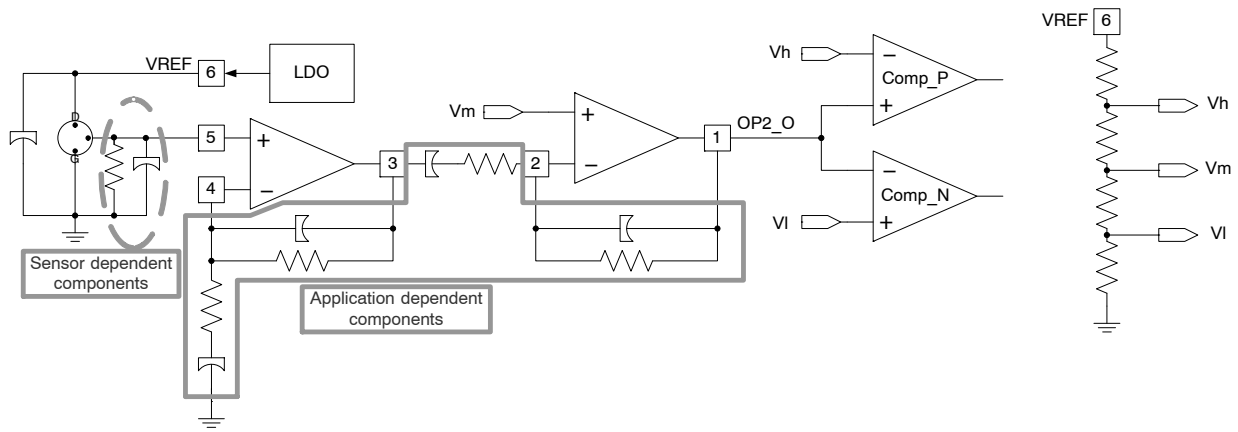 VREF
6
LDO
D
G
5
4
3
2
Vm
1
OP2_O
Vh
Comp_P
Comp_N
Vl
VREF
6
Vh
Vm
Vl
Sensor dependent
components
Application dependent
components